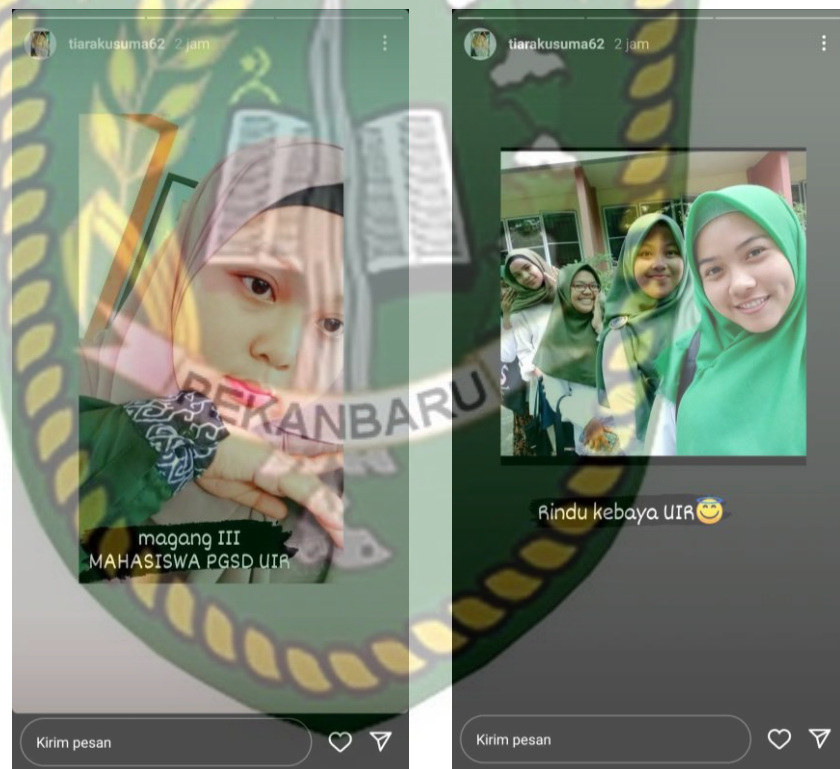 tiarakusuma62 2 jam
magang III
MAHASISWA PGSD UIR
Kirim pesan
tiarakusuma62 2 jam
Rindu kebaya UIR
Kirim pesan
PEKANBARU